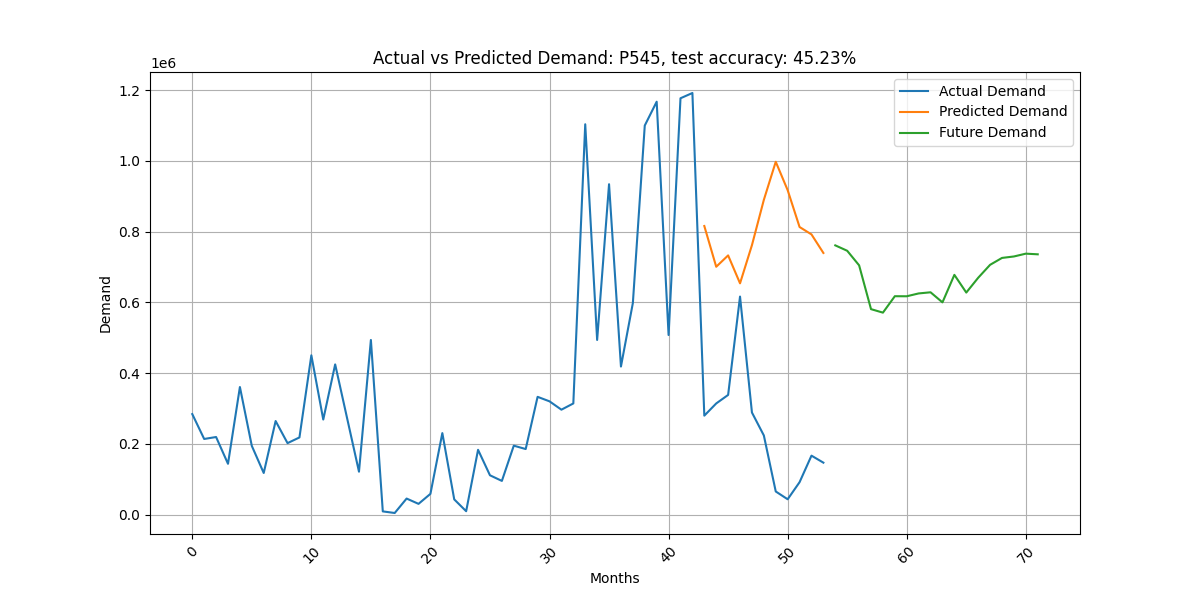 Actual vs Predicted Demand: P545, test accuracy: 45.23%
1e6
Actual Demand
Predicted Demand
Future Demand
1.2
1.0
0.8
0.6
0.4
0.2
0.0
Demand
0 10 20 30 40 50 60 70
Months